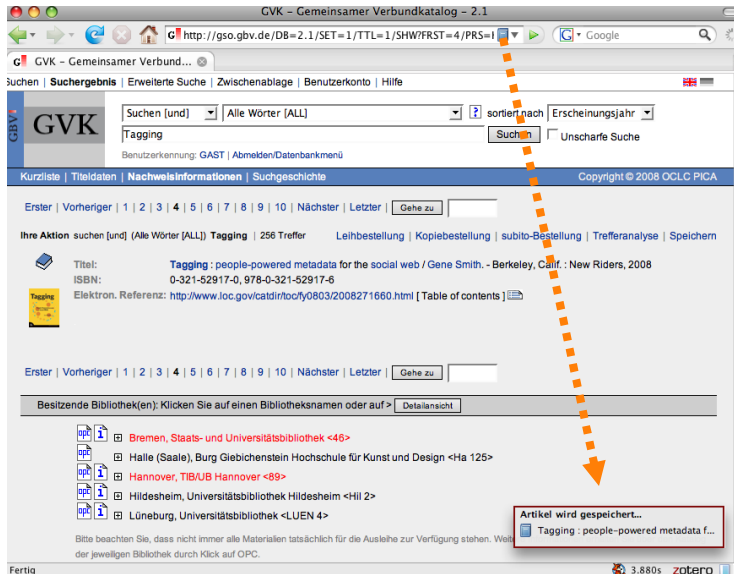 GVK – Gemeinsamer Verbundkatalog – 2.1
G http://gso.gbv.de/DB=2.1/SET=1/TTL=1/SHW?FRST=4/PRS=H
G Google
GVK – Gemeinsamer Verbund...
Suchen | Suchergebnis | Erweiterte Suche | Zwischenablage | Benutzerkonto | Hilfe
GBV
GVK
Suchen [und] Alle Wörter [ALL] ? sortiert nach Erscheinungsjahr
Tagging Suchen Unscharfe Suche
Benutzerkennung: GAST | Abmelden/Datenbankmenü
Kurzliste | Titeldaten | Nachweisinformationen | Suchgeschichte Copyright © 2008 OCLC PICA
Erster | Vorheriger | 1 | 2 | 3 | 4 | 5 | 6 | 7 | 8 | 9 | 10 | Nächster | Letzter | Gehe zu
Ihre Aktion suchen [und] (Alle Wörter [ALL]) Tagging | 256 Treffer Leihbestellung | Kopiebestellung | subito-Bestellung | Trefferanalyse | Speichern
Titel: Tagging : people-powered metadata for the social web / Gene Smith. - Berkeley, Calif. : New Riders, 2008
ISBN: 0-321-52917-0, 978-0-321-52917-6
Tagging
Elektron. Referenz: http://www.loc.gov/catdir/toc/fy0803/2008271660.html [ Table of contents ]
Erster | Vorheriger | 1 | 2 | 3 | 4 | 5 | 6 | 7 | 8 | 9 | 10 | Nächster | Letzter | Gehe zu
Besitzende Bibliothek(en): Klicken Sie auf einen Bibliotheksnamen oder auf > Detailansicht
opc i Bremen, Staats- und Universitätsbibliothek <46>
opc Halle (Saale), Burg Giebichenstein Hochschule für Kunst und Design <Ha 125>
opc i Hannover, TIB/UB Hannover <89>
opc i Hildesheim, Universitätsbibliothek Hildesheim <Hil 2>
opc i Lüneburg, Universitätsbibliothek <LUEN 4>
Artikel wird gespeichert...
Tagging : people-powered metadata f...
Bitte beachten Sie, dass nicht immer alle Materialien tatsächlich für die Ausleihe zur Verfügung stehen. Weite
der jeweiligen Bibliothek durch Klick auf OPC.
Fertig 3.880s zotero